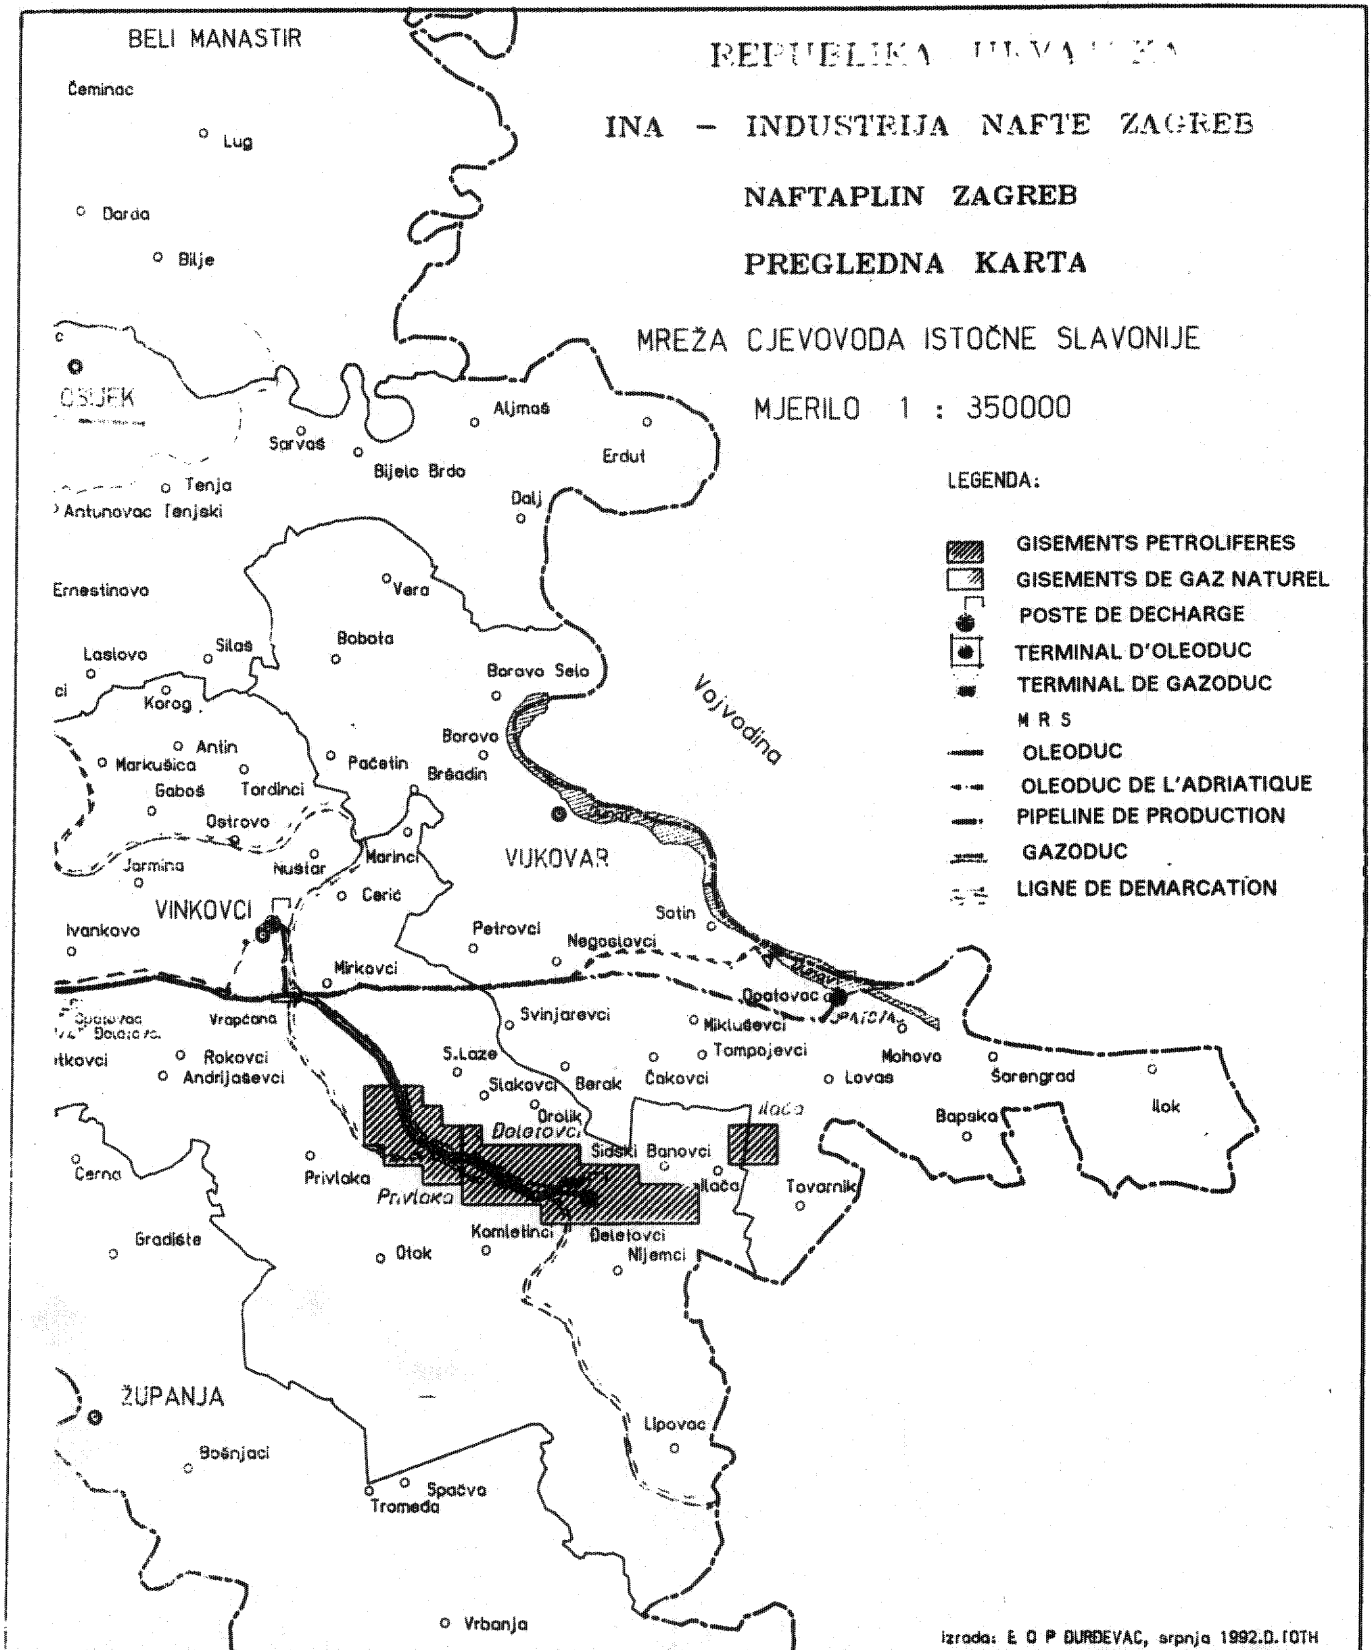 BELI MANASTIR
REPUBLIKA
Čeminac
INA - INDUSTRIJA NAFTE ZAGREB
Lug
NAFTAPLIN ZAGREB
Darda
Bilje
PREGLEDNA KARTA
MREŽA CJEVOVODA ISTOČNE SLAVONIJE
OSIJEK
MJERILO 1 : 350000
Aljmaš
Sarvaš
Erdut
Bijelo Brdo
LEGENDA:
Tenja
Dalj
Antunovac Tenjski
GISEMENTS PETROLIFERES
GISEMENTS DE GAZ NATUREL
POSTE DE DECHARGE
TERMINAL D'OLEODUC
TERMINAL DE GAZODUC
M R S
OLEODUC
OLEODUC DE L'ADRIATIQUE
PIPELINE DE PRODUCTION
GAZODUC
LIGNE DE DEMARCATION
Ernestinovo
Vera
Silaš
Bobota
Laslovo
Borovo Selo
ci
Korog
Vojvodina
Antin
Borovo
Markušica
Pačetin
Bršadin
Gaboš
Tordinci
Ostrovo
Jarmina
Nuštar
Marinci
VUKOVAR
Cerić
VINKOVCI
Sotin
Ivankovo
Petrovci
Negoslovci
Mirkovci
Opatovac
Vrapčana
Svinjarevci
Mikluševci
Mohovo
Rokovci
S.Laze
Tompojevci
Andrijaševci
Slakovci
Berak
Čakovci
Lovas
Šarengrad
Orolik
Ilača
Ilok
Đeletovci
Bapska
Cerna
Sidski Banovci
Privlaka
Ilača
Tovarnik
Privlaka
Komletinci
Đeletovci
Gradište
Otok
Nijemci
ŽUPANJA
Lipovac
Bošnjaci
Spačva
Tromeđa
Vrbanja
izrada: E O P ĐURĐEVAC, srpnja 1992.D.TOTH